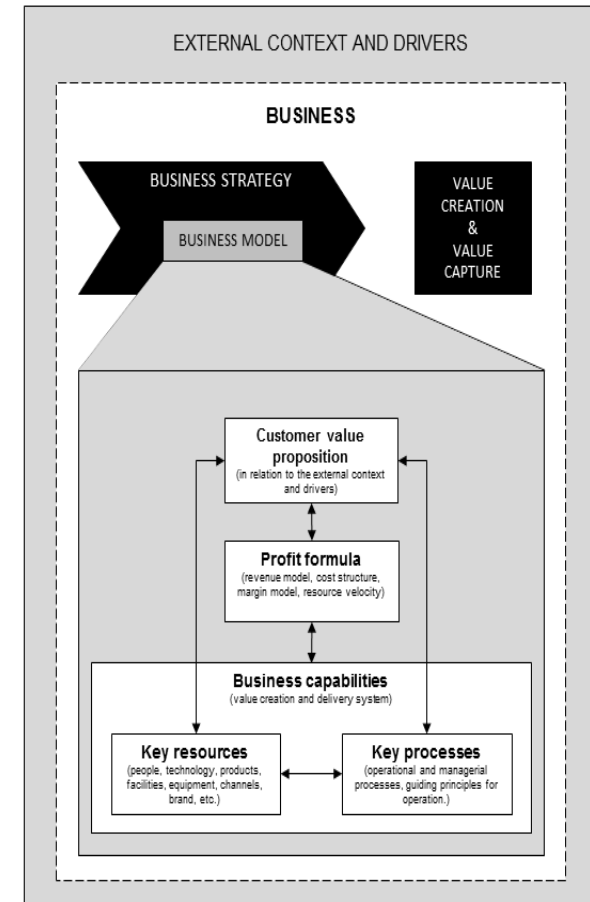 EXTERNAL CONTEXT AND DRIVERS
BUSINESS
BUSINESS STRATEGY
BUSINESS MODEL
VALUE
CREATION
&
VALUE
CAPTURE
Customer value
proposition
(in relation to the external context
and drivers)
Profit formula
(revenue model, cost structure,
margin model, resource velocity)
Business capabilities
(value creation and delivery system)
Key resources
(people, technology, products,
facilities, equipment, channels,
brand, etc.)
Key processes
(operational and managerial
processes, guiding principles for
operation.)